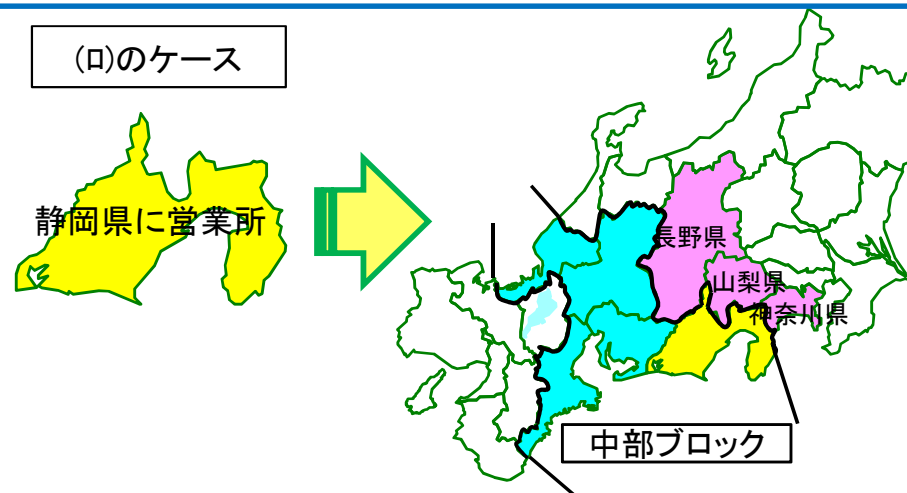 (ロ)のケース
静岡県に営業所
長野県
山梨県
神奈川県
中部ブロック